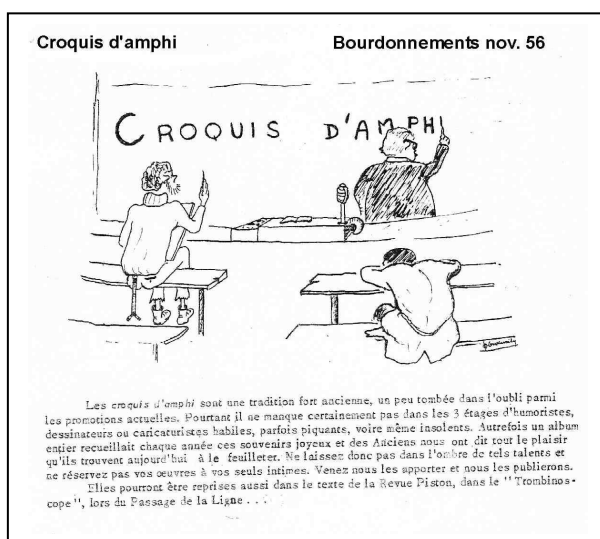 Croquis d'amphi Bourdonnements nov. 56
CROQUIS D'AMPHI
Les croquis d'amphi sont une tradition fort ancienne, un peu tombée dans l'oubli parmi
les promotions actuelles. Pourtant il ne manque certainement pas dans les 3 étages d'humoristes,
dessinateurs ou caricaturistes habiles, parfois piquants, voire même insolents. Autrefois un album
entier recueillait chaque année ces souvenirs joyeux et des Anciens nous ont dit tout le plaisir
qu'ils trouvent aujourd'hui à le feuilleter. Ne laissez donc pas dans l'ombre de tels talents et
ne réservez pas vos œuvres à vos seuls intimes. Venez nous les apporter et nous les publierons.
Elles pourront être reprises aussi dans le texte de la Revue Piston, dans le "Trombinos-
cope", lors du Passage de la Ligne . . .